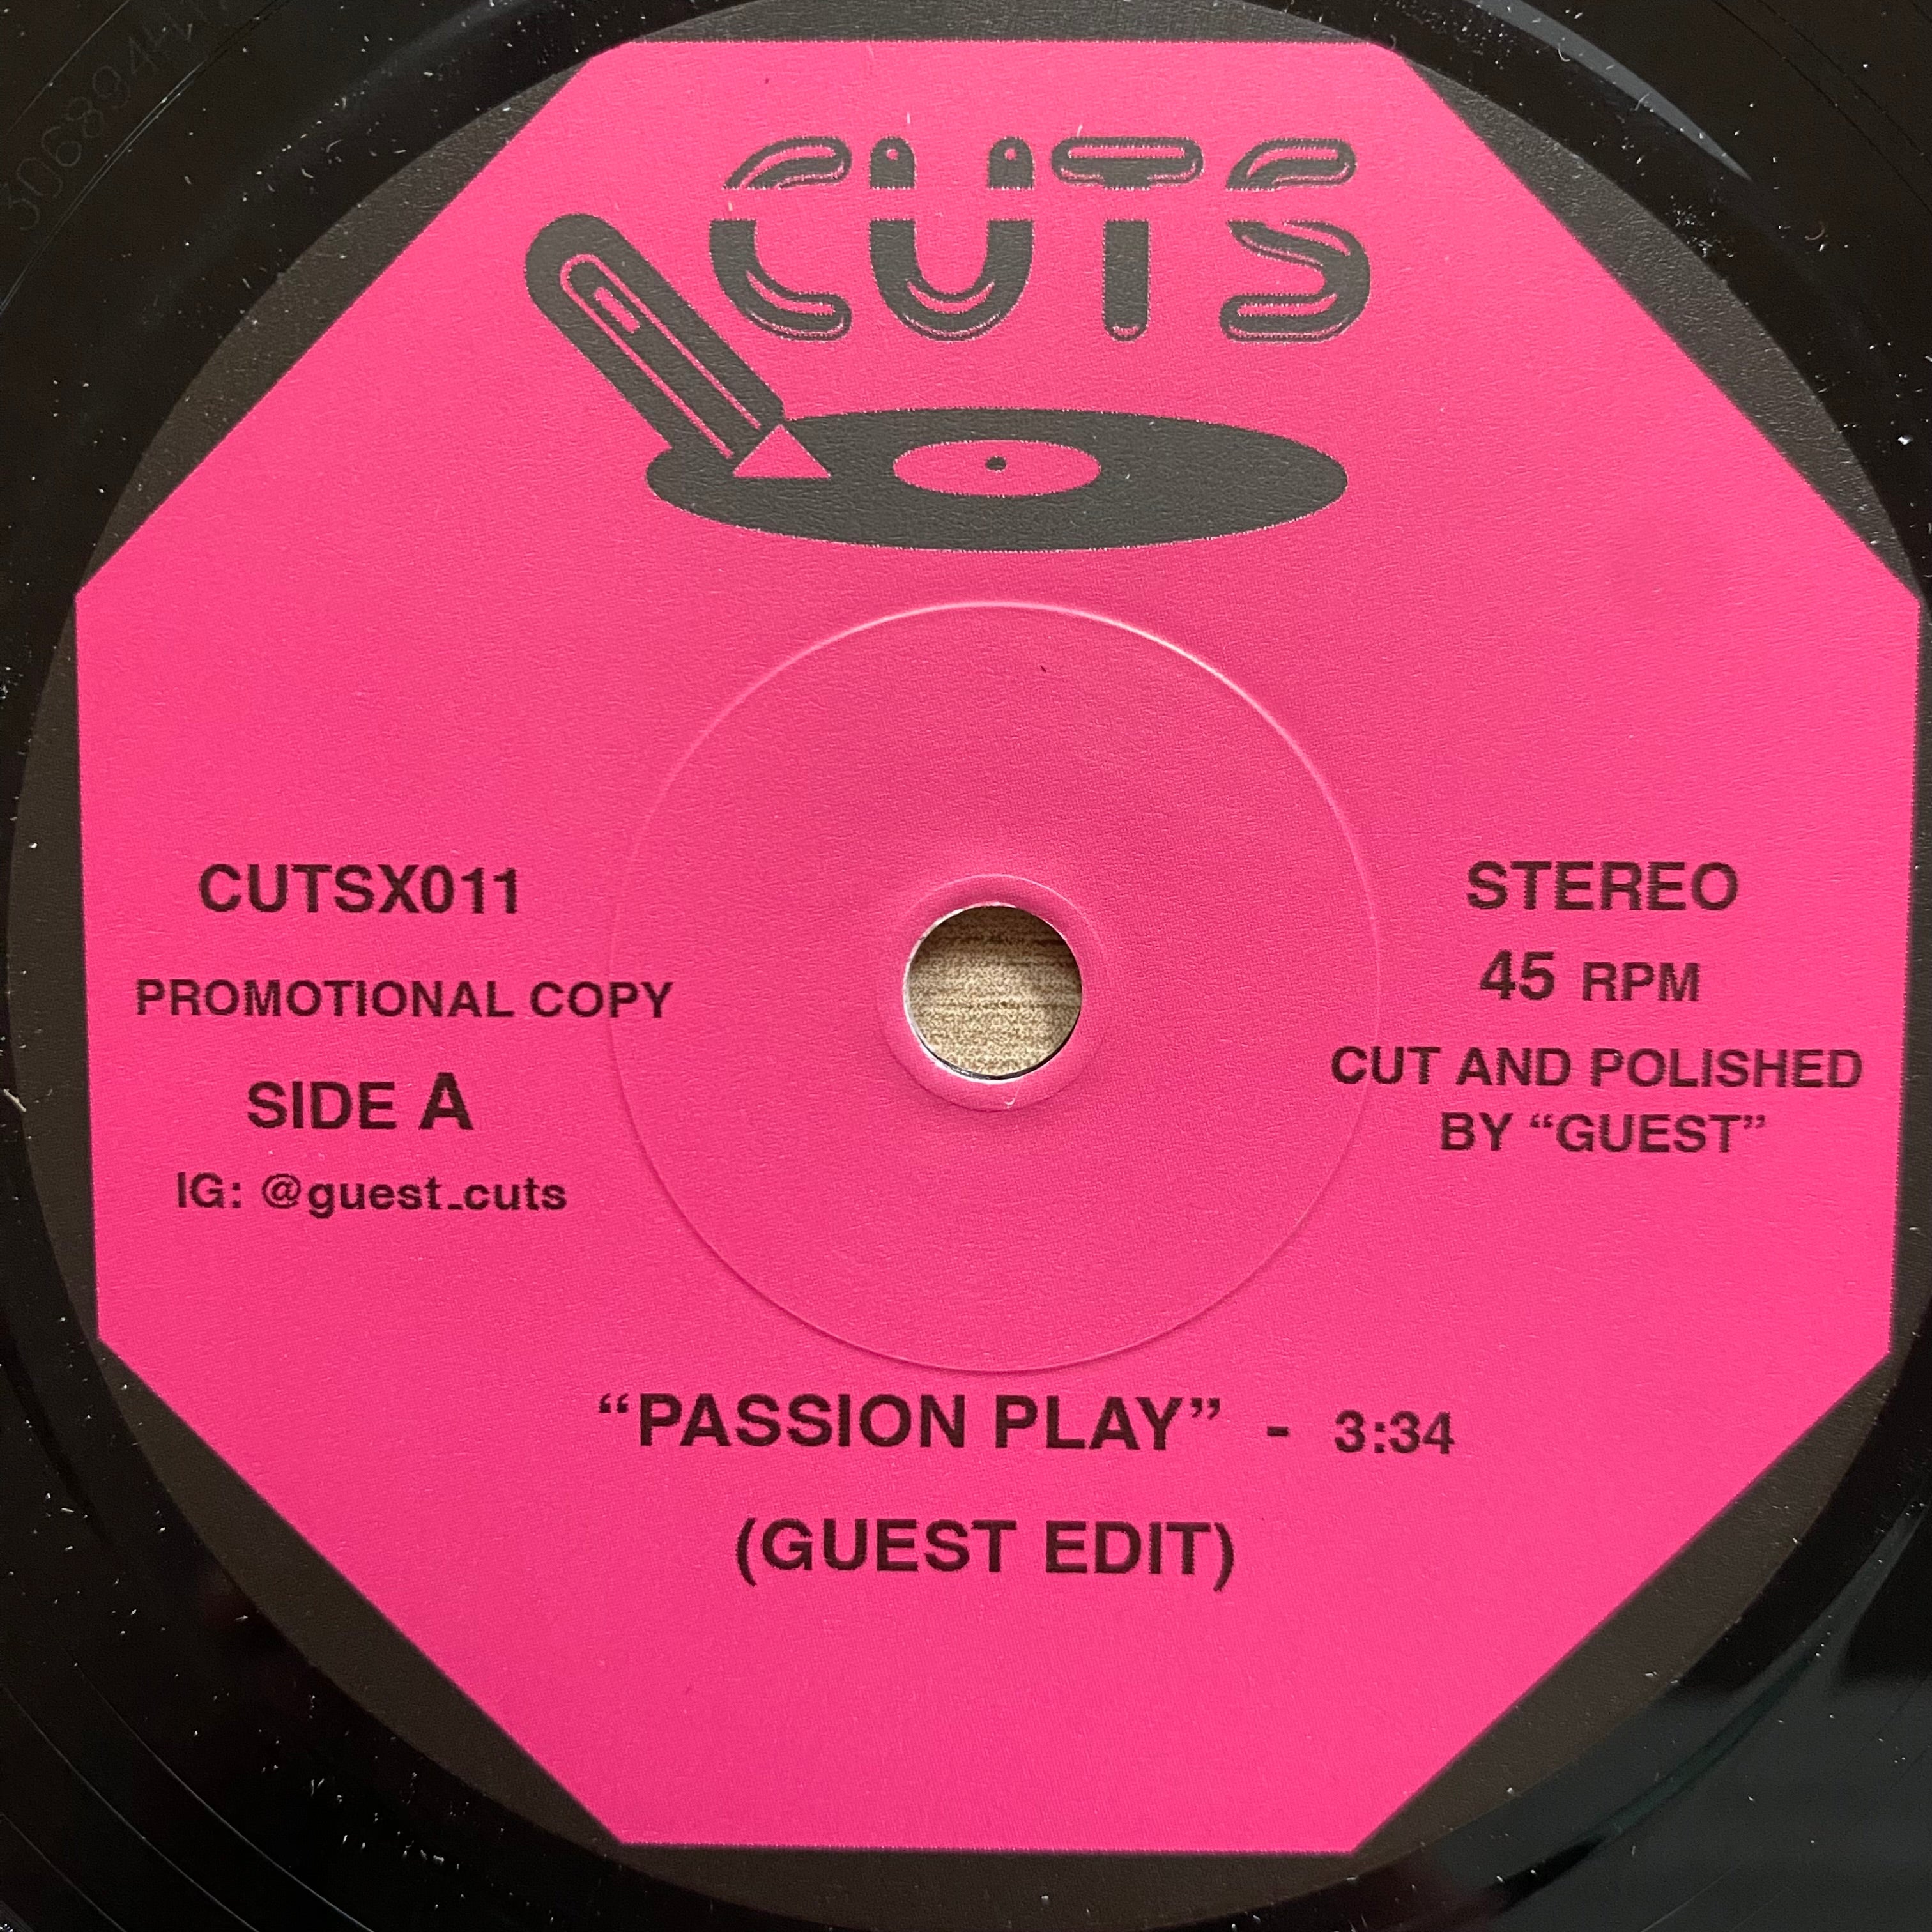 CUTS
CUTSX011
PROMOTIONAL COPY
SIDE A
IG: @guest_cuts
STEREO
45 RPM
CUT AND POLISHED
BY “GUEST”
“PASSION PLAY” - 3:34
(GUEST EDIT)